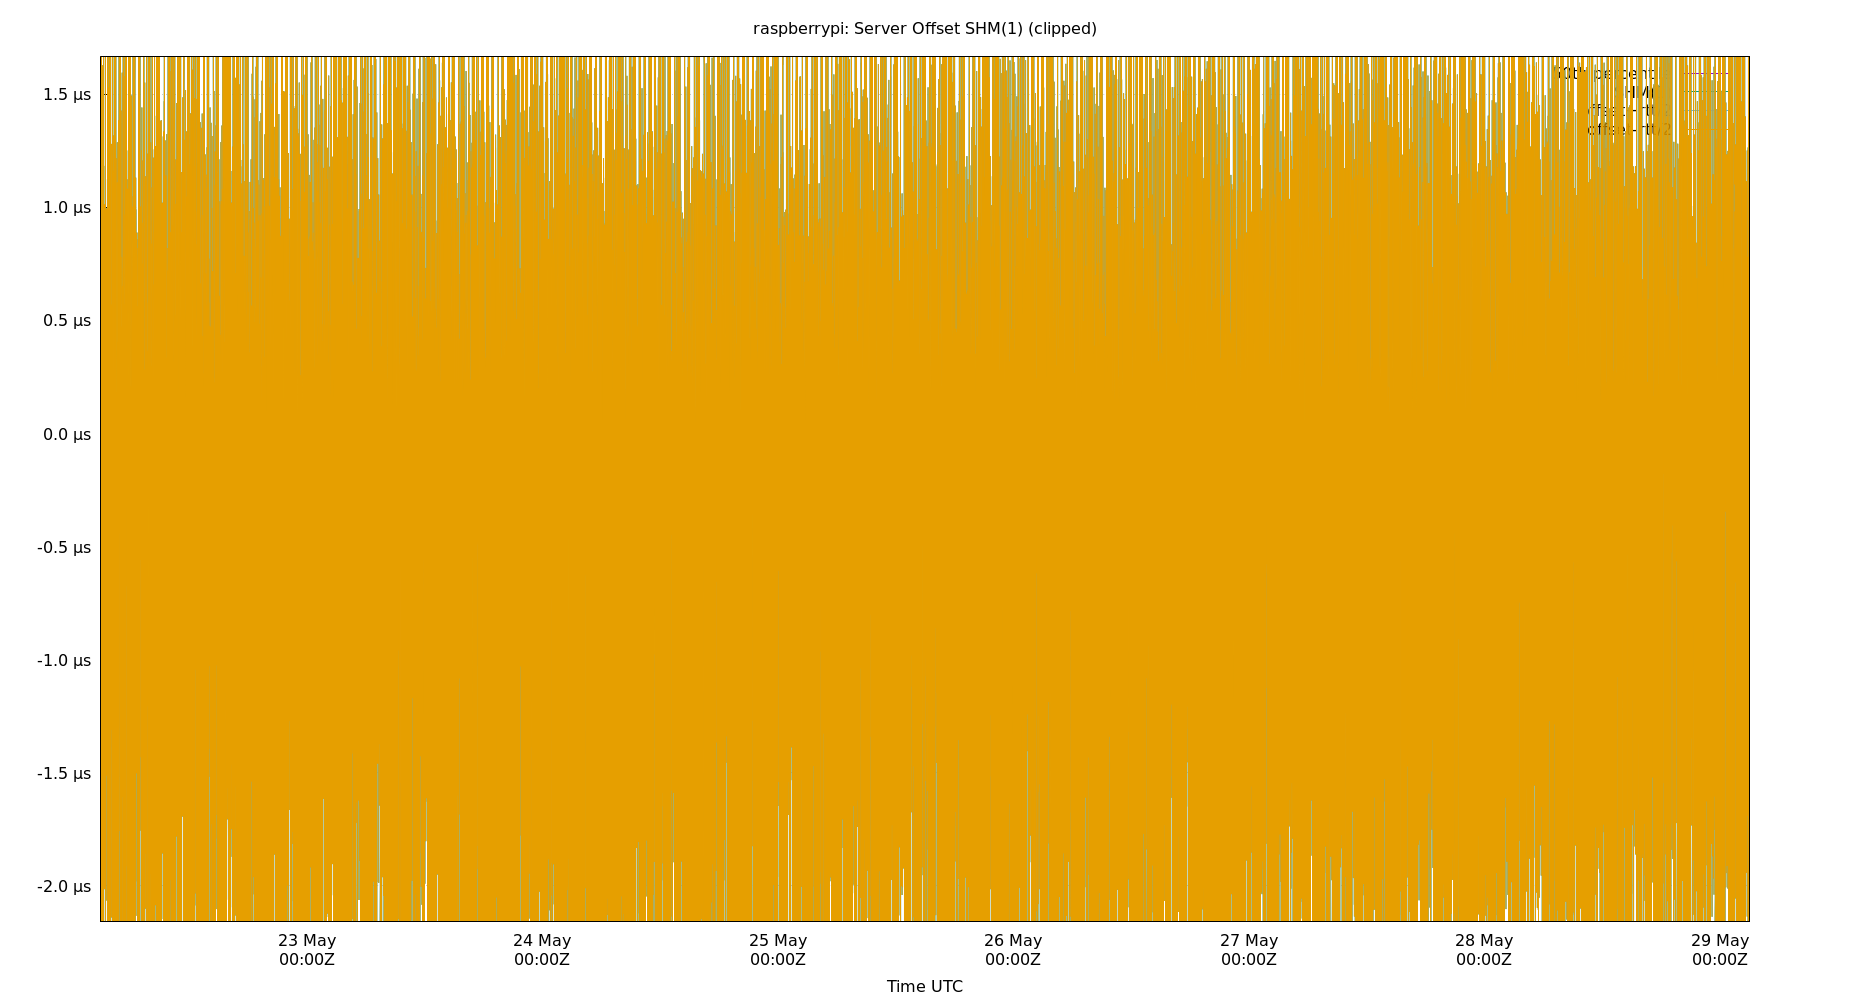 raspberrypi: Server Offset SHM(1) (clipped)
1.5 µs
1.0 µs
0.5 µs
0.0 µs
-0.5 µs
-1.0 µs
-1.5 µs
-2.0 µs
23 May
00:00Z
24 May
00:00Z
25 May
00:00Z
26 May
00:00Z
27 May
00:00Z
28 May
00:00Z
29 May
00:00Z
Time UTC